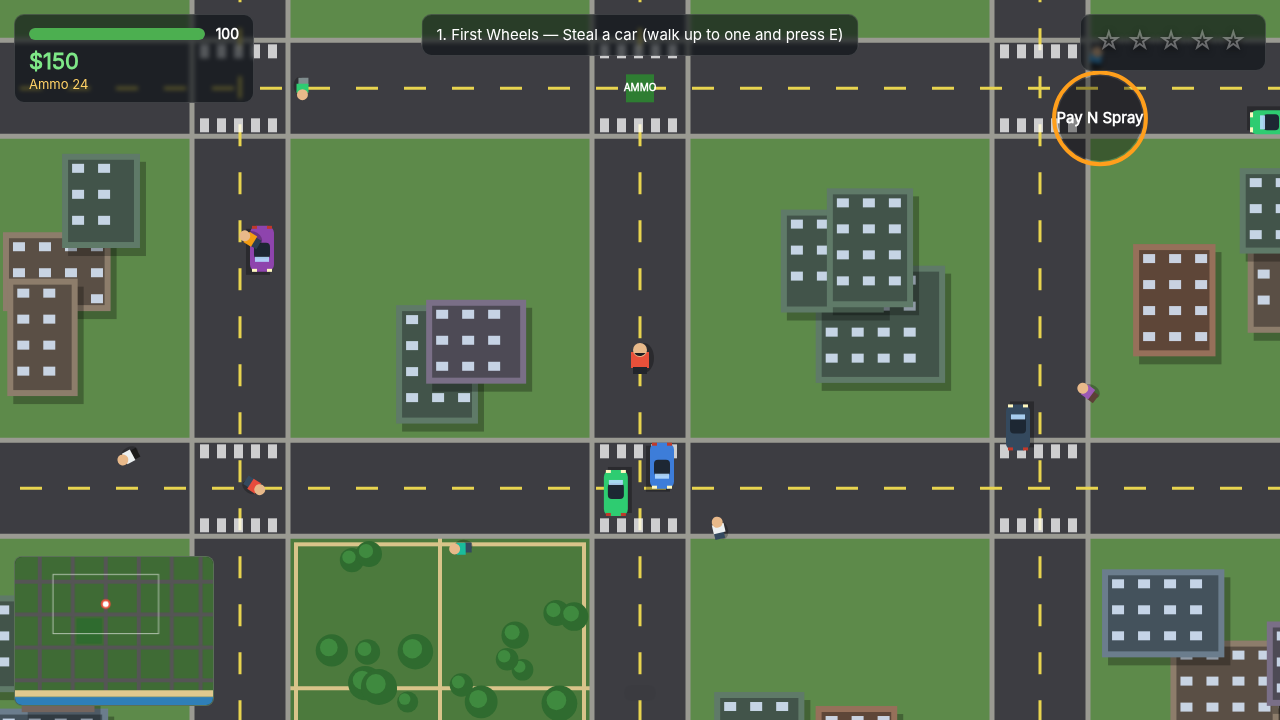 100
$150
Ammo 24
1. First Wheels — Steal a car (walk up to one and press E)
AMMO
Pay N Spray